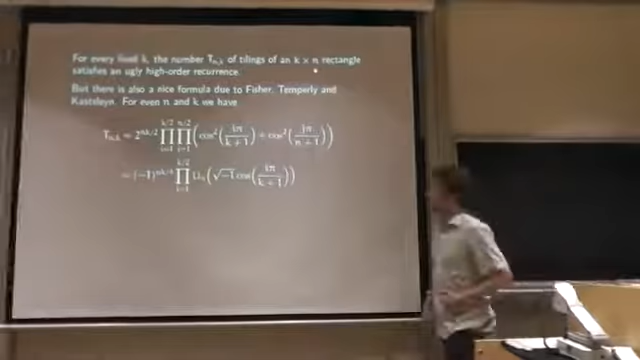 For every fixed k, the number T_{n,k} of tilings of an k × n rectangle
satisfies an ugly high-order recurrence.
But there is also a nice formula due to Fisher, Temperly and
Kasteleyn. For even n and k we have
T_{n,k} = 2^{nk/2} ∏_{i=1}^{k/2} ∏_{j=1}^{n/2} ( cos²( iπ / k + 1 ) + cos²( jπ / n + 1 ) )
= (−1)^{nk/4} ∏_{i=1}^{k/2} U_n( √−1 cos( iπ / k + 1 ) )